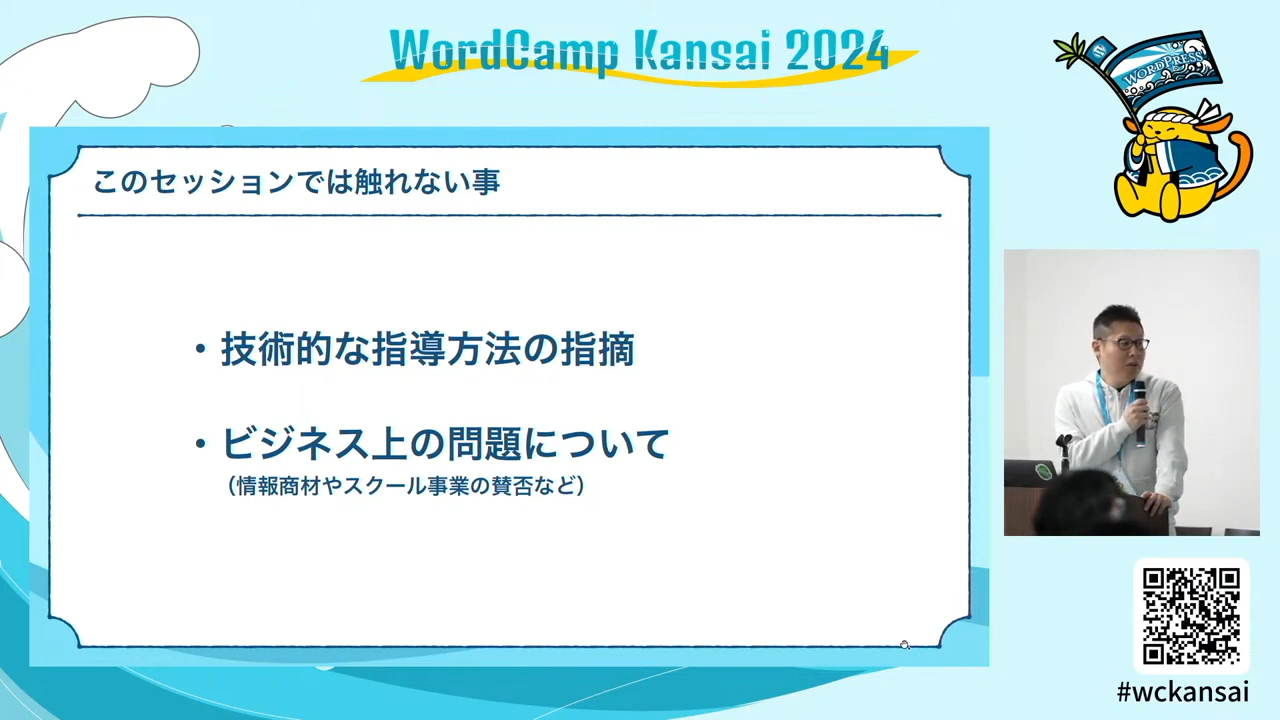 WordCamp Kansai 2024
WORDPRESS
このセッションでは触れない事
・技術的な指導方法の指摘
・ビジネス上の問題について
（情報商材やスクール事業の賛否など）
#wckansai